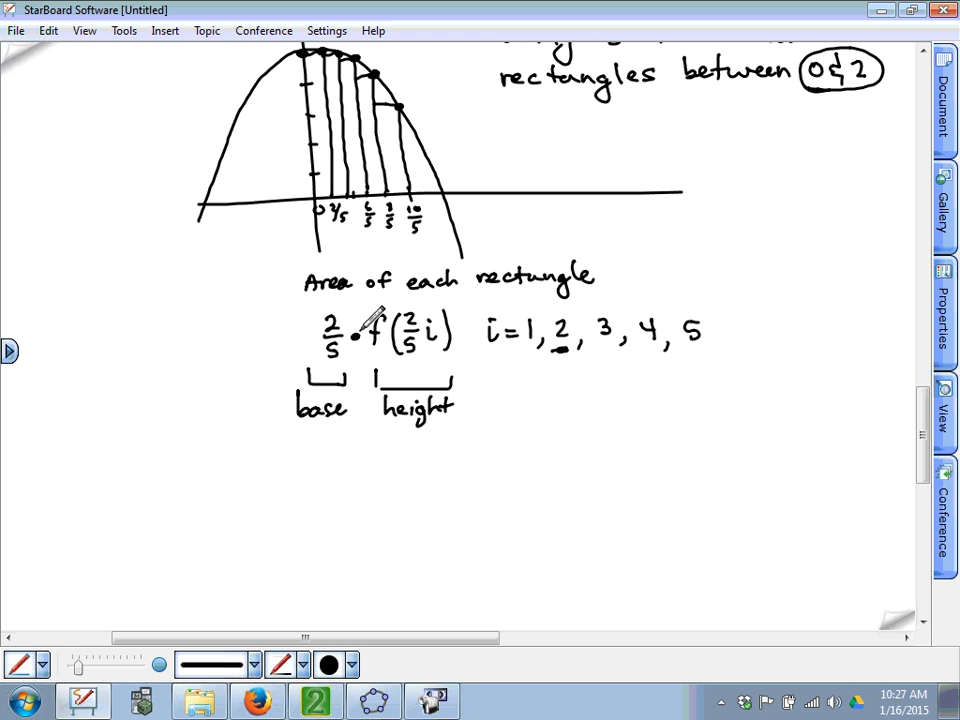 StarBoard Software [Untitled]
File Edit View Tools Insert Topic Conference Settings Help
rectangles between 0 & 2
0 2/5 6/5 8/5 10/5
Area of each rectangle
2/5 • f(2/5 i) i = 1, 2, 3, 4, 5
base height
Document
Gallery
Properties
View
Conference
2
10:27 AM
1/16/2015